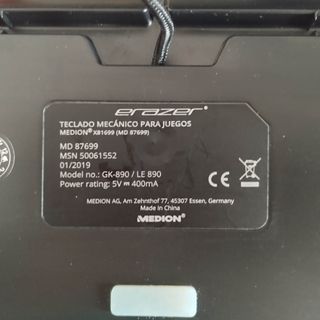 erazer®
TECLADO MECÁNICO PARA JUEGOS
MEDION® X81699 (MD 87699)
MD 87699
MSN 50061552
01/2019
Model no.: GK-890 / LE 890
Power rating: 5V ⎓ 400mA
MEDION AG, Am Zehnthof 77, 45307 Essen, Germany
Made in China
MEDION®
CE